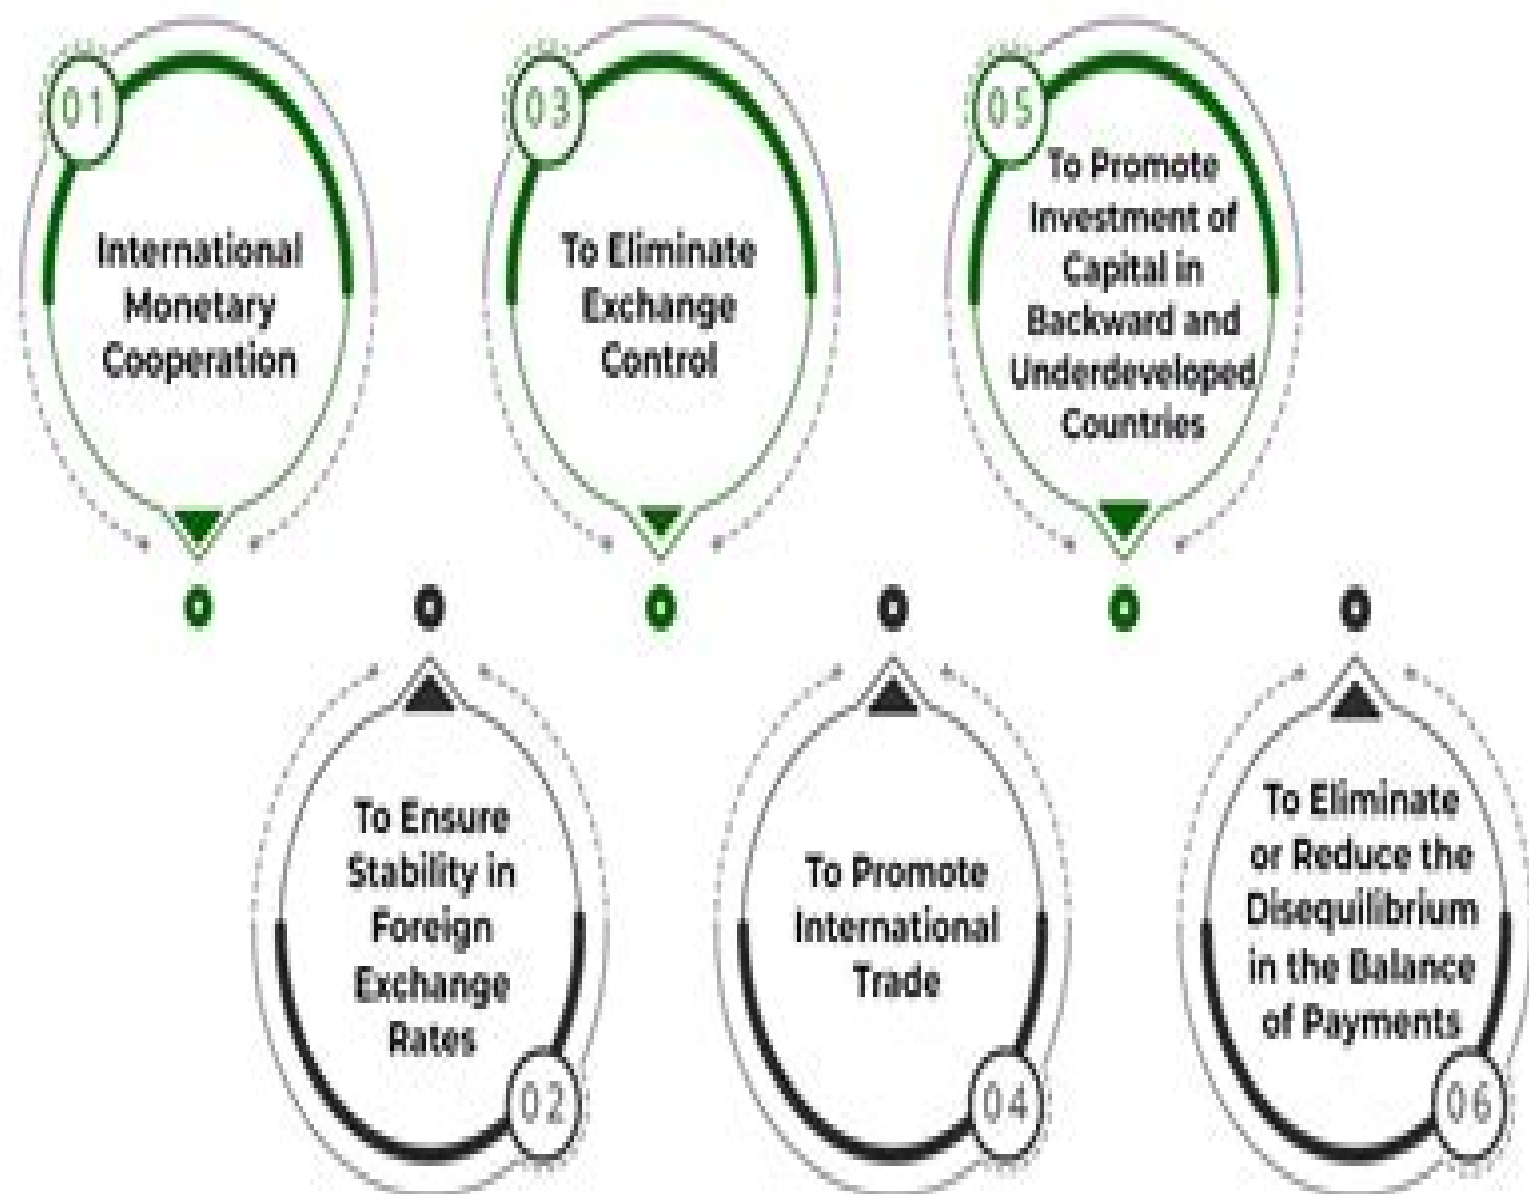 01
International
Monetary
Cooperation
02
To Ensure
Stability in
Foreign
Exchange
Rates
03
To Eliminate
Exchange
Control
04
To Promote
International
Trade
05
To Promote
Investment of
Capital in
Backward and
Underdeveloped
Countries
06
To Eliminate
or Reduce the
Disequilibrium
in the Balance
of Payments